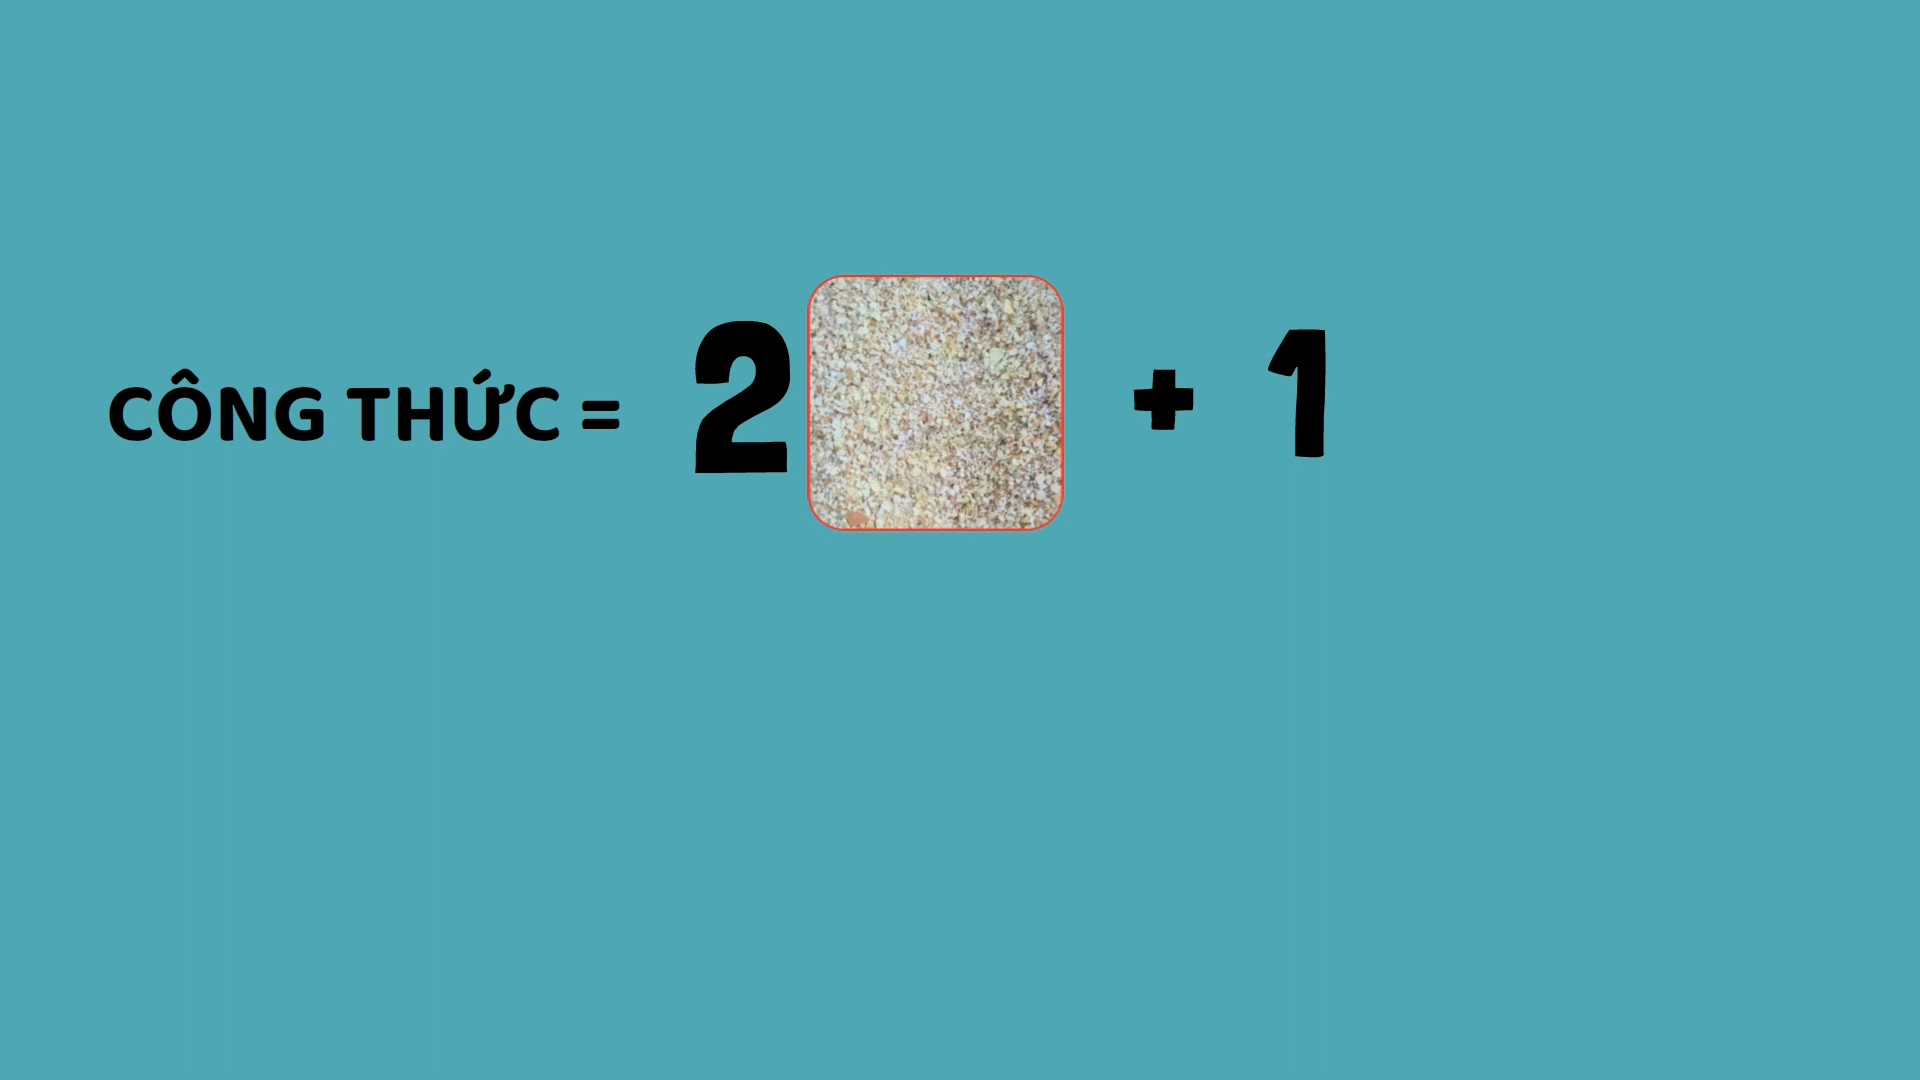 CÔNG THỨC = 2 + 1